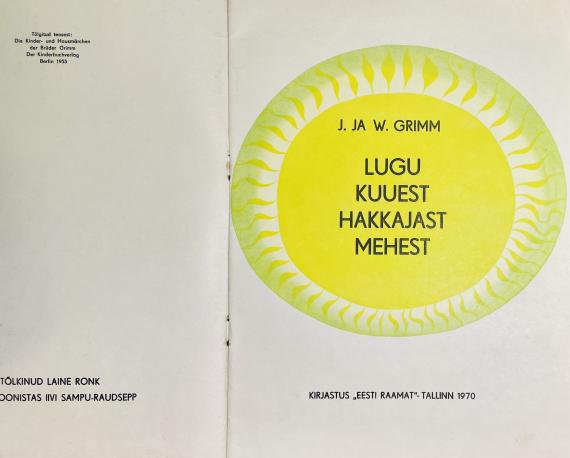 Tõlgitud teosest:
Die Kinder- und Hausmärchen
der Brüder Grimm
Der Kinderbuchverlag
Berlin 1955
TÕLKINUD LAINE RONK
OONISTAS IIVI SAMPU-RAUDSEPP
J. JA W. GRIMM
LUGU
KUUEST
HAKKAJAST
MEHEST
KIRJASTUS „EESTI RAAMAT"· TALLINN 1970